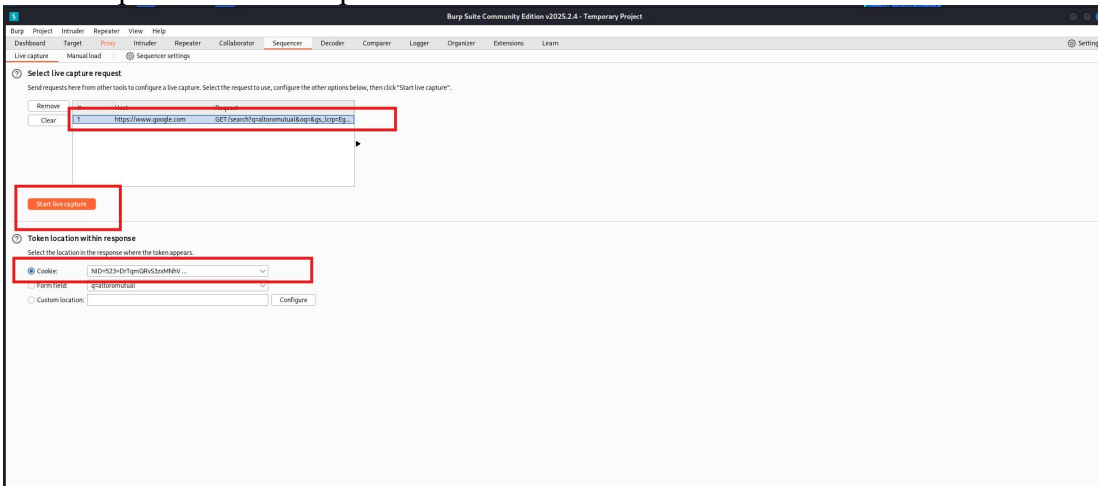 Burp Suite Community Edition v2025.2.4 - Temporary Project
Burp Project Intruder Repeater View Help
Dashboard Target Proxy Intruder Repeater Collaborator Sequencer Decoder Comparer Logger Organizer Extensions Learn Setting
Live capture Manual load Sequencer settings
Select live capture request
Send requests here from other tools to configure a live capture. Select the request to use, configure the other options below, then click "Start live capture".
Remove # Host Request
Clear 1 https://www.google.com GET /search?q=altoromutual&oq=&gs_lcrp=Eg...
Start live capture
Token location within response
Select the location in the response where the token appears.
Cookie: NID=523=DrTqmQRvS3zxMNhV ...
Form field: q=altoromutual
Custom location: Configure